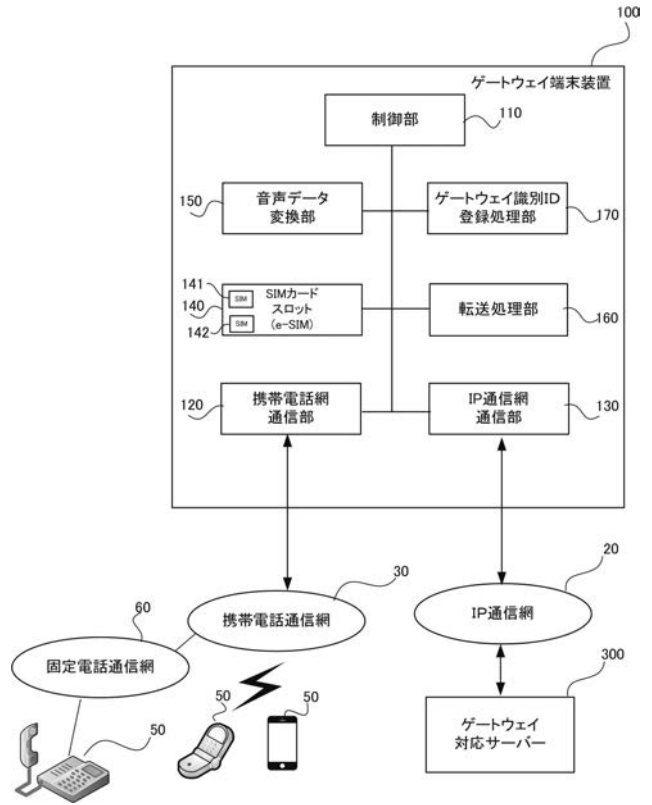 100
ゲートウェイ端末装置
制御部
110
150
音声データ
変換部
ゲートウェイ識別ID
登録処理部
170
141
140
142
SIM
SIM
SIMカード
スロット
(e-SIM)
転送処理部
160
120
携帯電話網
通信部
IP通信網
通信部
130
30
携帯電話通信網
20
IP通信網
60
固定電話通信網
50
50
50
300
ゲートウェイ
対応サーバー